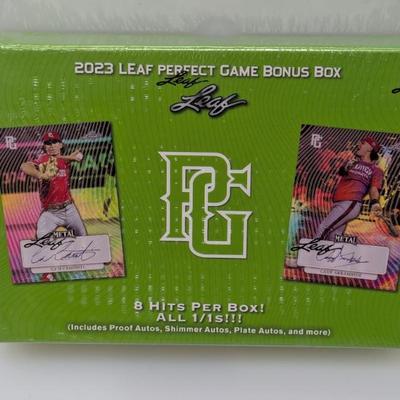 2023 LEAF PERFECT GAME BONUS BOX
Leaf
PG
METAL
Leaf
METAL
Leaf
8 HITS PER BOX!
ALL 1/1S!!!
(Includes Proof Autos, Shimmer Autos, Plate Autos, and more)